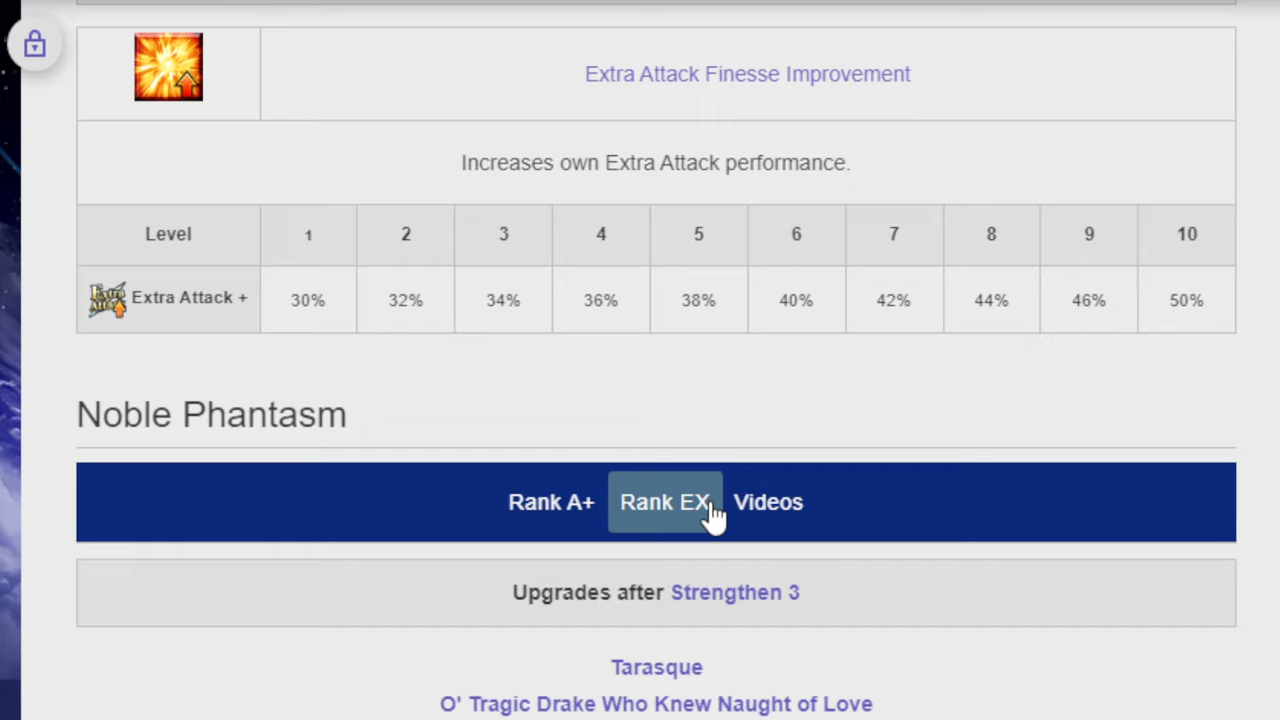 Extra Attack Finesse Improvement
Increases own Extra Attack performance.
Level 1 2 3 4 5 6 7 8 9 10
Extra Attack + 30% 32% 34% 36% 38% 40% 42% 44% 46% 50%
Noble Phantasm
Rank A+ Rank EX Videos
Upgrades after Strengthen 3
Tarasque
O' Tragic Drake Who Knew Naught of Love